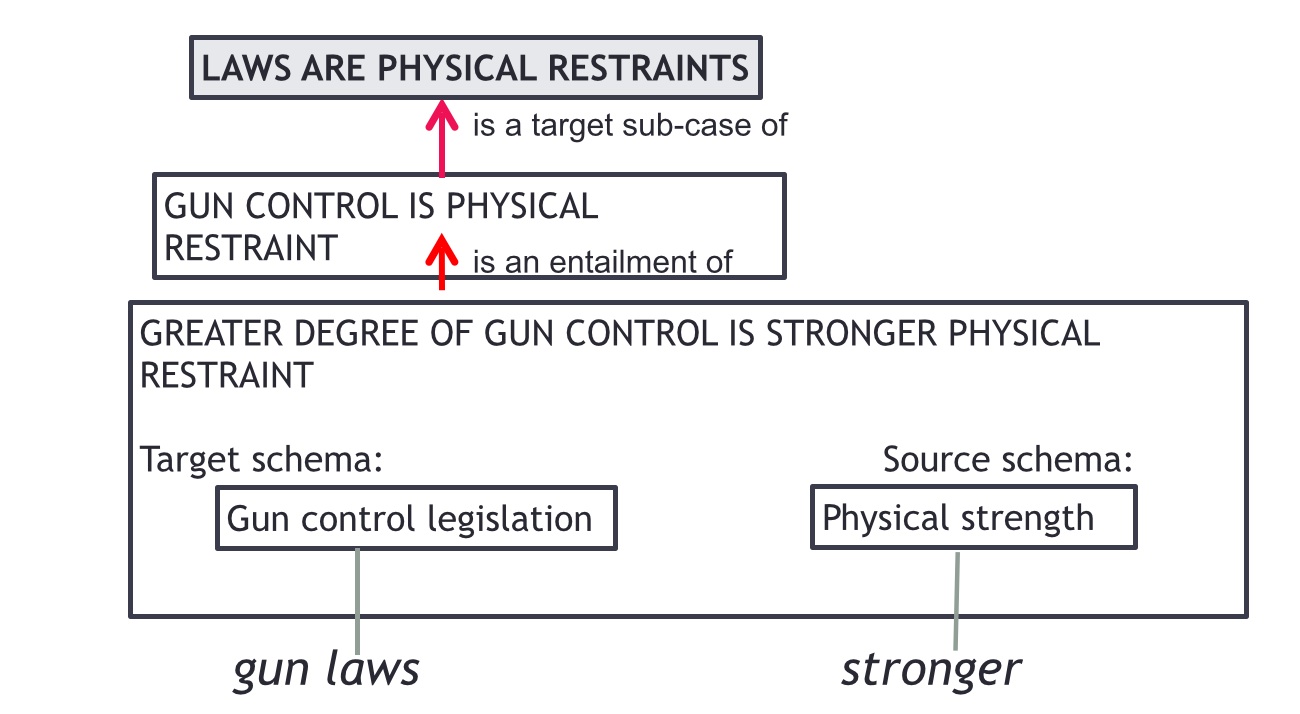 LAWS ARE PHYSICAL RESTRAINTS
is a target sub-case of
GUN CONTROL IS PHYSICAL
RESTRAINT
is an entailment of
GREATER DEGREE OF GUN CONTROL IS STRONGER PHYSICAL
RESTRAINT
Target schema:
Source schema:
Gun control legislation
Physical strength
gun laws
stronger